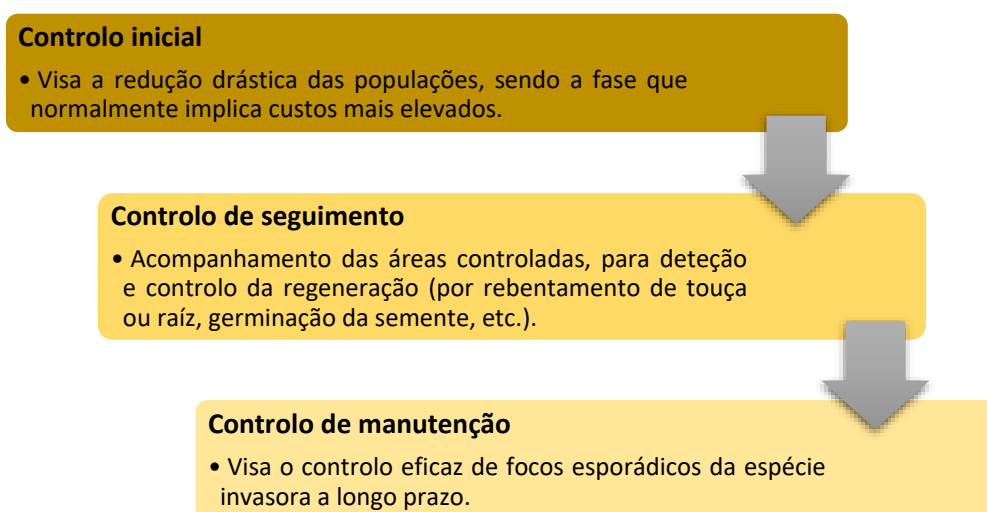 Controlo inicial
• Visa a redução drástica das populações, sendo a fase que
normalmente implica custos mais elevados.
Controlo de seguimento
• Acompanhamento das áreas controladas, para deteção
e controlo da regeneração (por rebentamento de touça
ou raíz, germinação da semente, etc.).
Controlo de manutenção
• Visa o controlo eficaz de focos esporádicos da espécie
invasora a longo prazo.